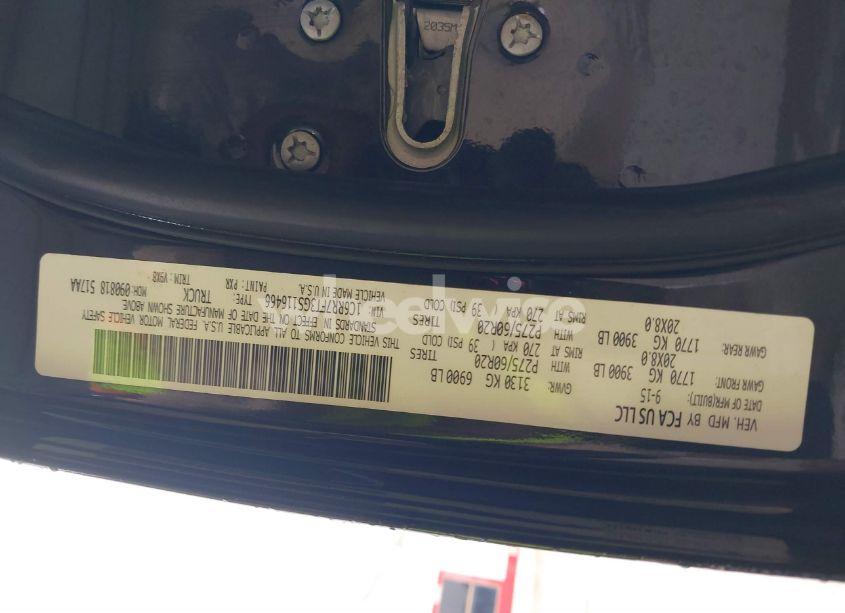 2035M
VEH. MFD BY FCA US LLC
DATE OF MFR(BUILT): 9-15
GVWR: 3130 KG 6900 LB
GAWR FRONT: 1770 KG 3900 LB
WITH P275/60R20 TIRES
RIMS AT 20X8.0 270 KPA ( 39 PSI) COLD
GAWR REAR: 1770 KG 3900 LB
WITH P275/60R20 TIRES
RIMS AT 20X8.0 270 KPA ( 39 PSI) COLD
THIS VEHICLE CONFORMS TO ALL APPLICABLE U.S.A. FEDERAL MOTOR VEHICLE SAFETY
STANDARDS IN EFFECT ON THE DATE OF MANUFACTURE SHOWN ABOVE
VIN: 1C6RR7FT3GS116466 TYPE: TRUCK MDH: 090818 517AA
VEHICLE MADE IN U.S.A. PAINT: PXR TRIM: V9X8
wheelwise